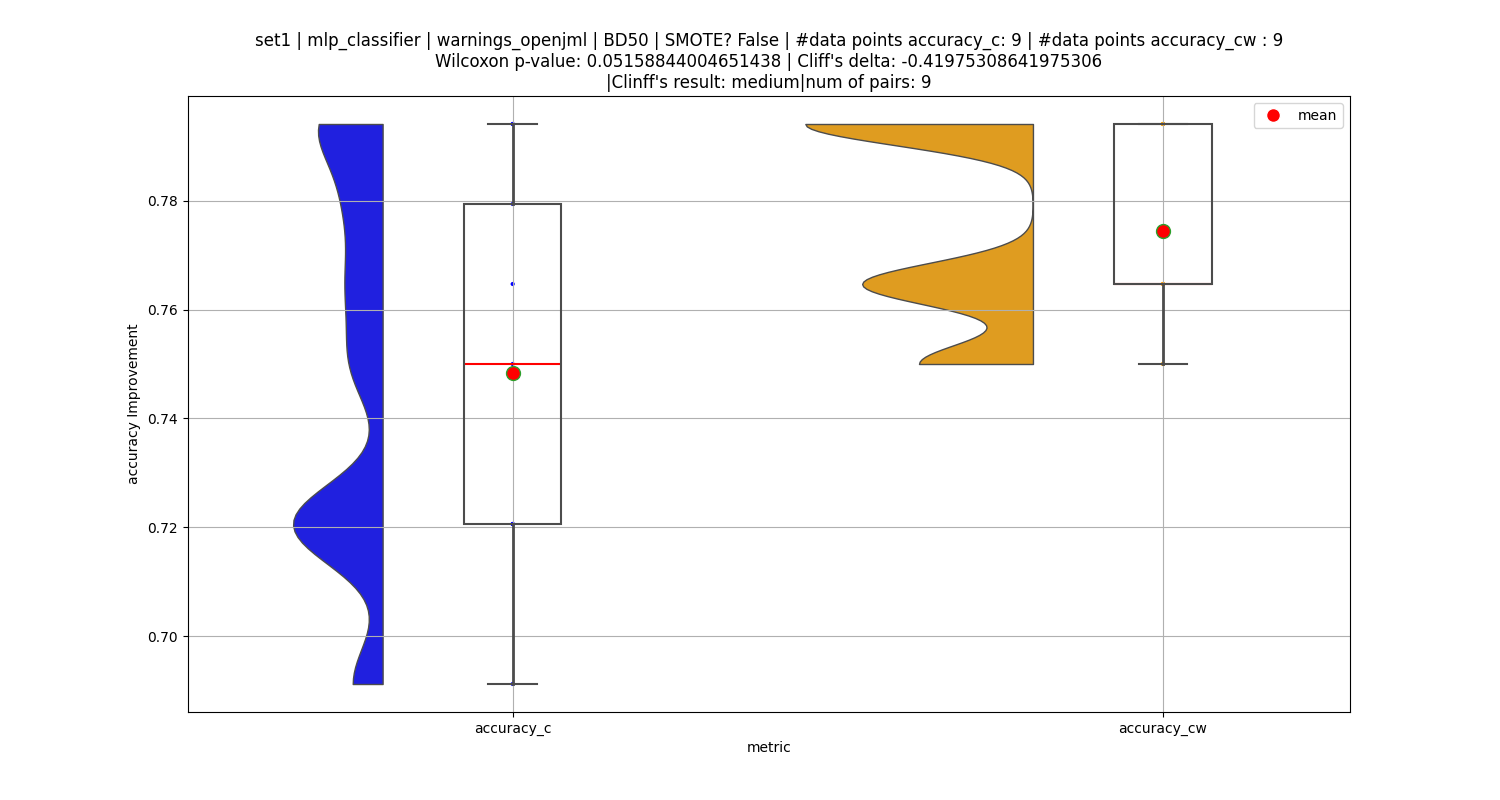 set1 | mlp_classifier | warnings_openjml | BD50 | SMOTE? False | #data points accuracy_c: 9 | #data points accuracy_cw : 9
Wilcoxon p-value: 0.05158844004651438 | Cliff's delta: -0.41975308641975306
|Clinff's result: medium|num of pairs: 9
mean
0.78
0.76
0.74
0.72
0.70
accuracy Improvement
accuracy_c
accuracy_cw
metric